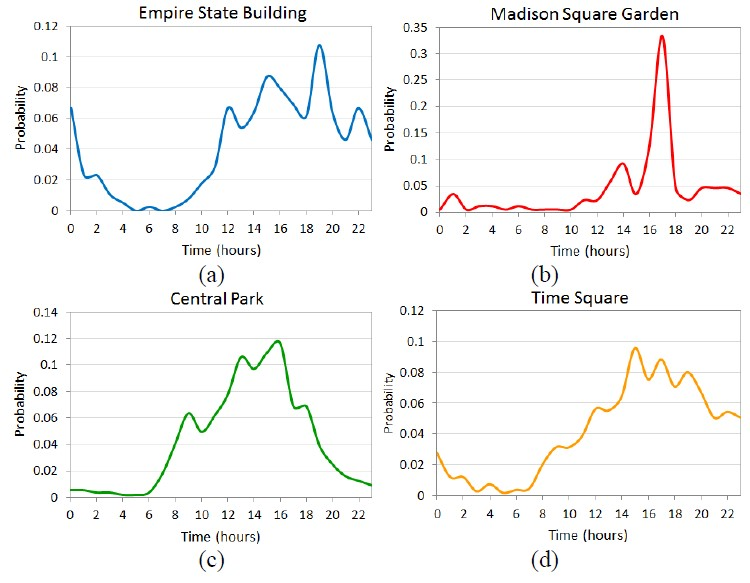 Empire State Building
0.12
0.1
0.08
0.06
0.04
0.02
0
Probability
0 2 4 6 8 10 12 14 16 18 20 22
Time (hours)
(a)
Madison Square Garden
0.35
0.3
0.25
0.2
0.15
0.1
0.05
0
Probability
0 2 4 6 8 10 12 14 16 18 20 22
Time (hours)
(b)
Central Park
0.14
0.12
0.1
0.08
0.06
0.04
0.02
0
Probability
0 2 4 6 8 10 12 14 16 18 20 22
Time (hours)
(c)
Time Square
0.12
0.1
0.08
0.06
0.04
0.02
0
Probability
0 2 4 6 8 10 12 14 16 18 20 22
Time (hours)
(d)